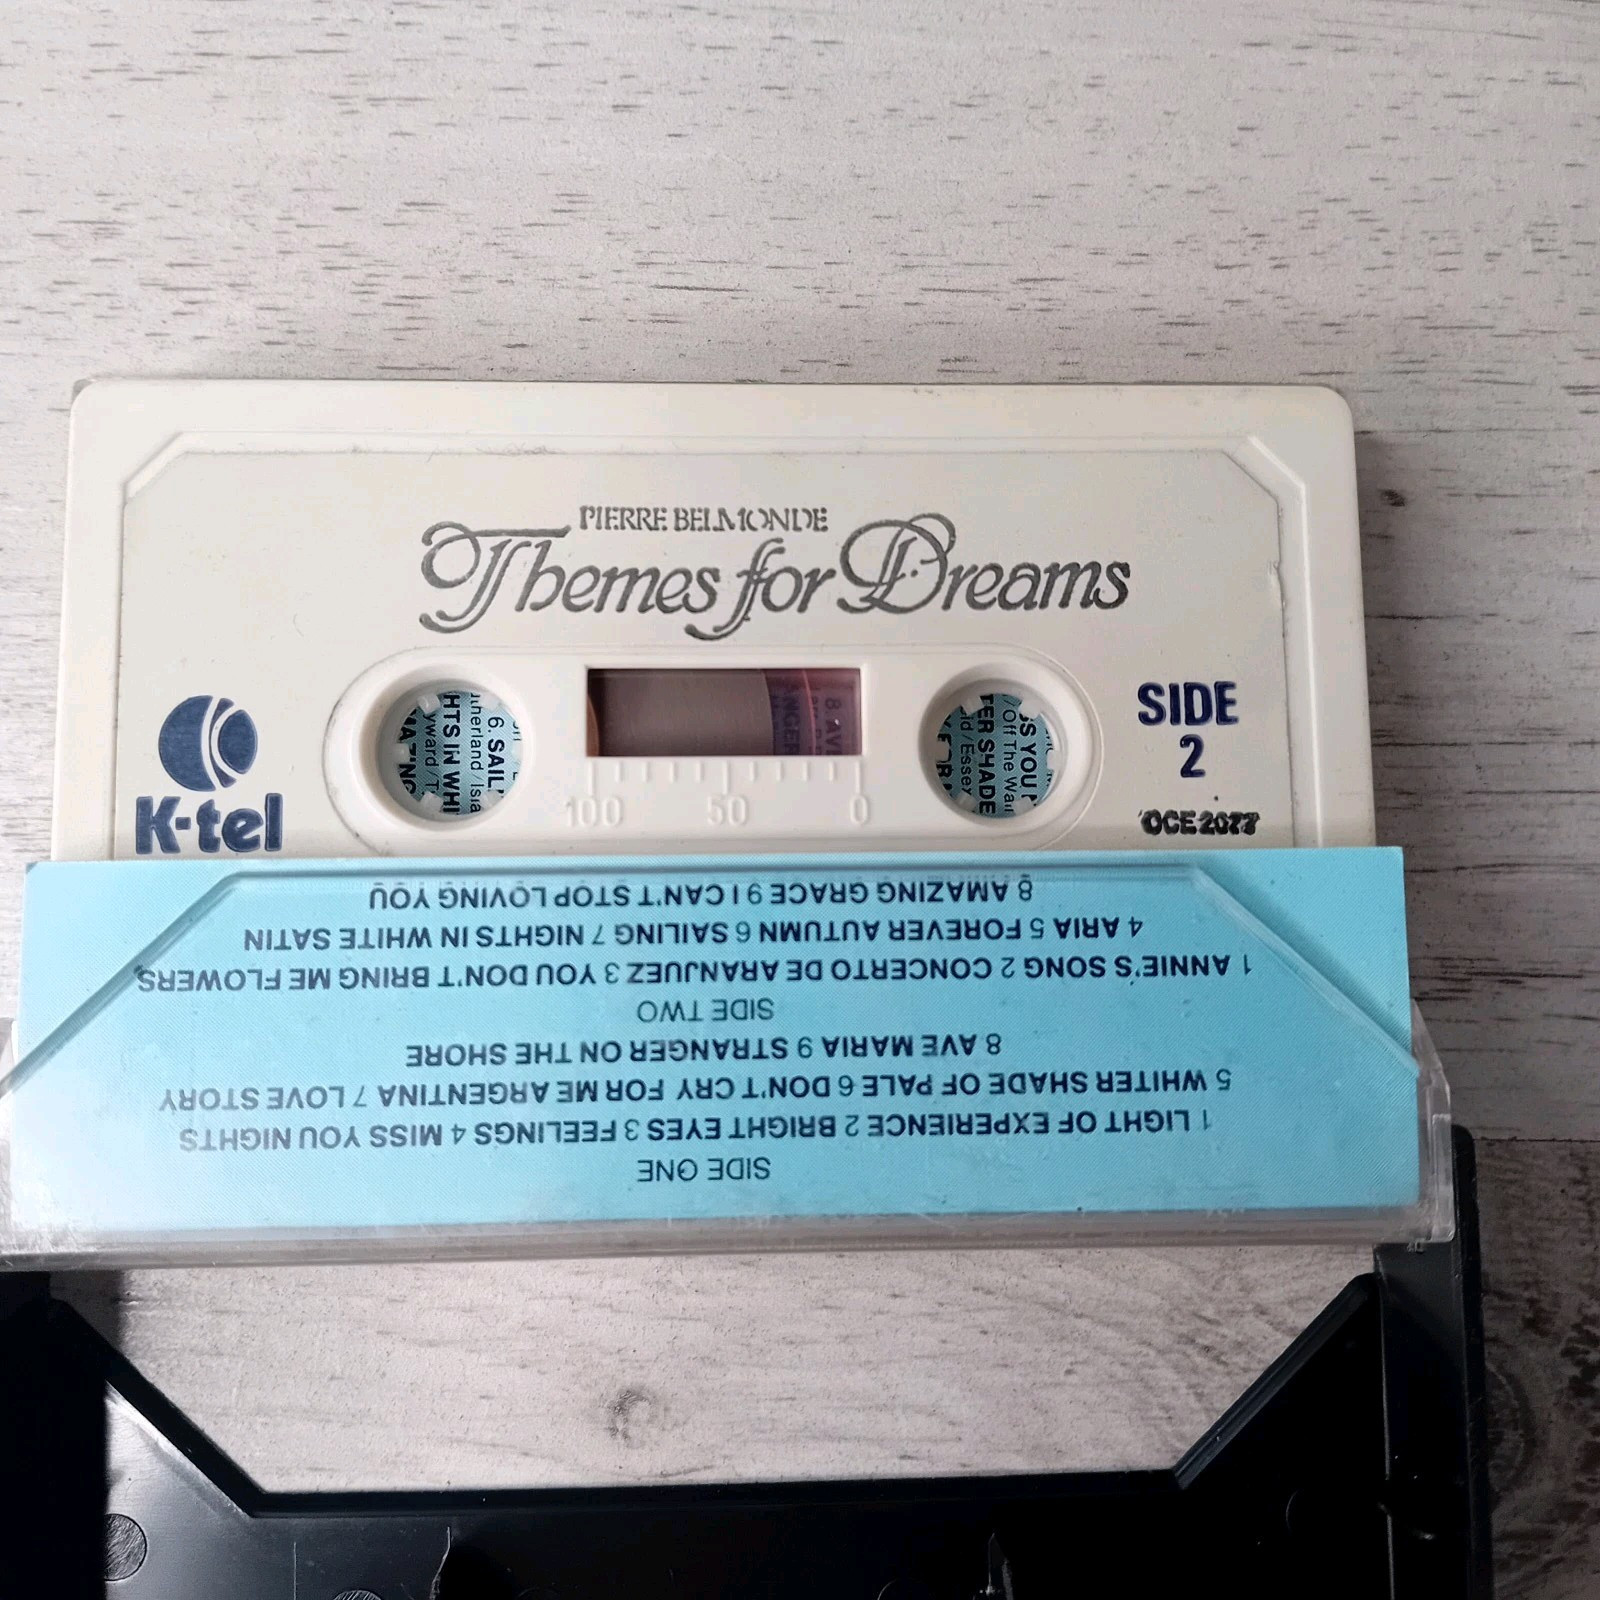 PIERRE BELMONDE
Themes for Dreams
K-tel
SIDE
2
100 50 0
SIDE ONE
1 LIGHT OF EXPERIENCE 2 BRIGHT EYES 3 FEELINGS 4 MISS YOU NIGHTS
5 WHITER SHADE OF PALE 6 DON'T CRY FOR ME ARGENTINA 7 LOVE STORY
8 AVE MARIA 9 STRANGER ON THE SHORE
SIDE TWO
1 ANNIE'S SONG 2 CONCERTO DE ARANJUEZ 3 YOU DON'T BRING ME FLOWERS
4 ARIA 5 FOREVER AUTUMN 6 SAILING 7 NIGHTS IN WHITE SATIN
8 AMAZING GRACE 9 I CAN'T STOP LOVING YOU